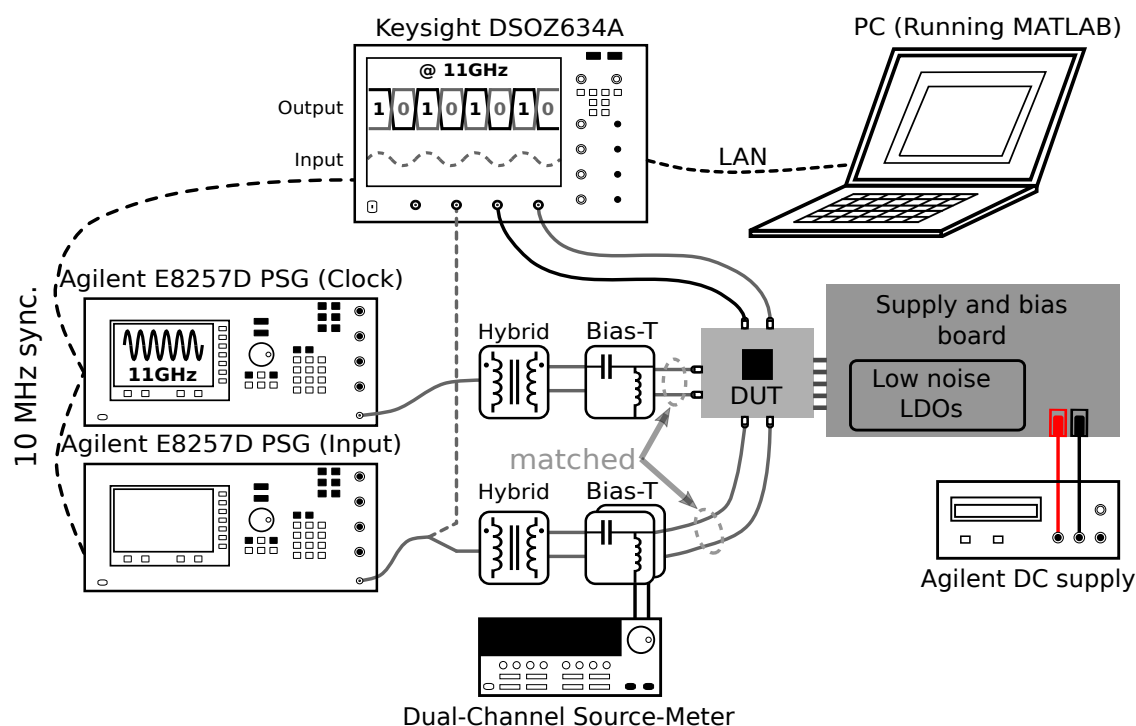 Keysight DSOZ634A
PC (Running MATLAB)
@ 11GHz
Output
1 0 1 0 1 0 1 0
Input
LAN
10 MHz sync.
Agilent E8257D PSG (Clock)
11GHz
Hybrid
Bias-T
Supply and bias
board
Low noise
LDOs
DUT
Agilent E8257D PSG (Input)
matched
Hybrid
Bias-T
Agilent DC supply
Dual-Channel Source-Meter